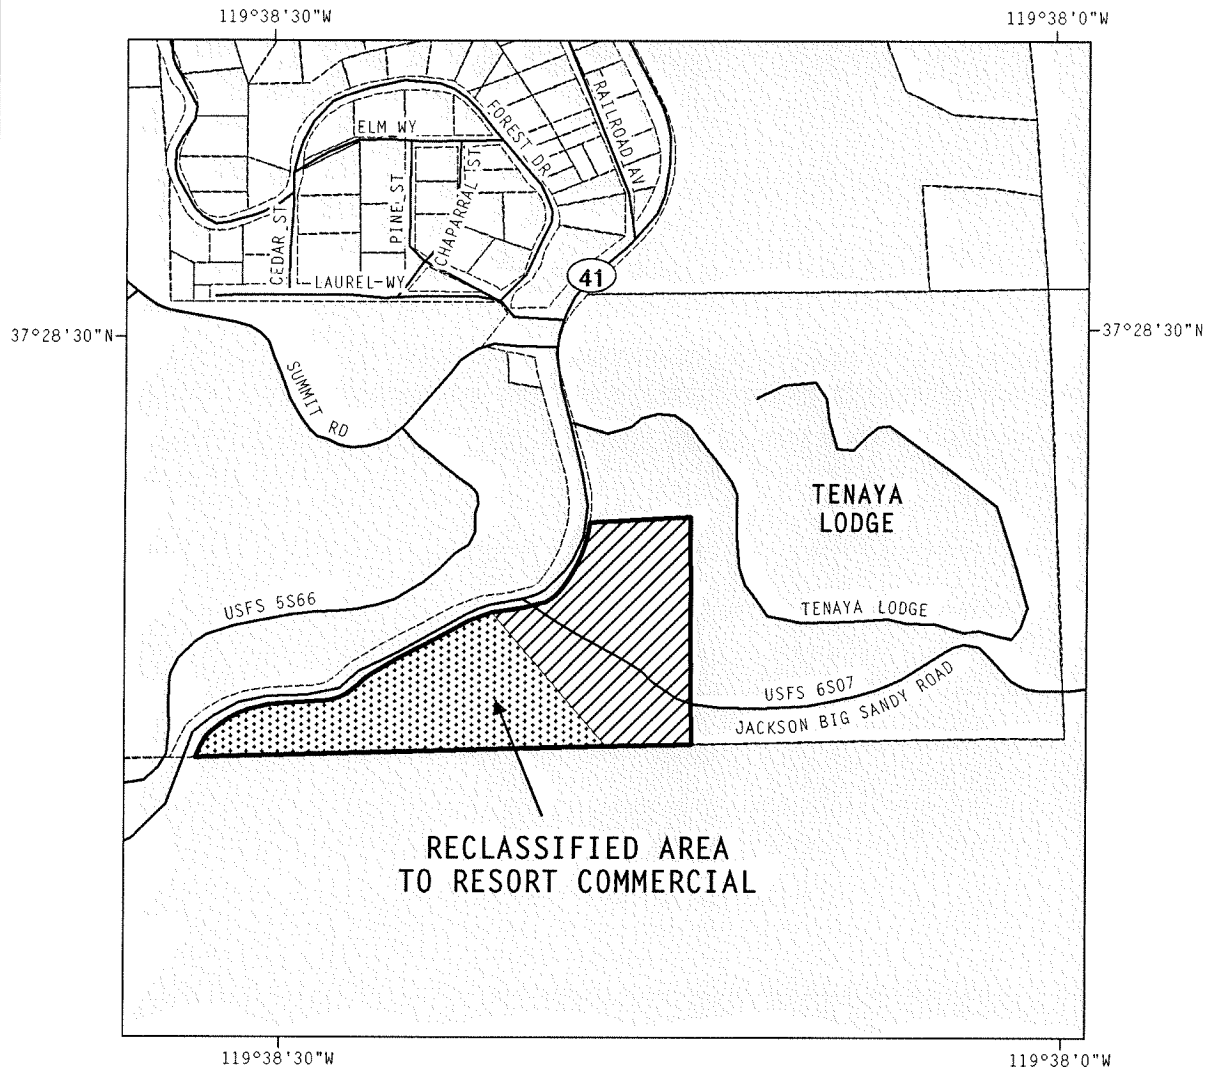 119°38'30"W
119°38'0"W
ELM WY
FOREST DR
RAILROAD AV
CEDAR ST
PINE ST
CHAPARRAL ST
LAUREL WY
41
37°28'30"N
37°28'30"N
SUMMIT RD
TENAYA
LODGE
USFS 5S66
TENAYA LODGE
USFS 6S07
JACKSON BIG SANDY ROAD
RECLASSIFIED AREA
TO RESORT COMMERCIAL
119°38'30"W
119°38'0"W